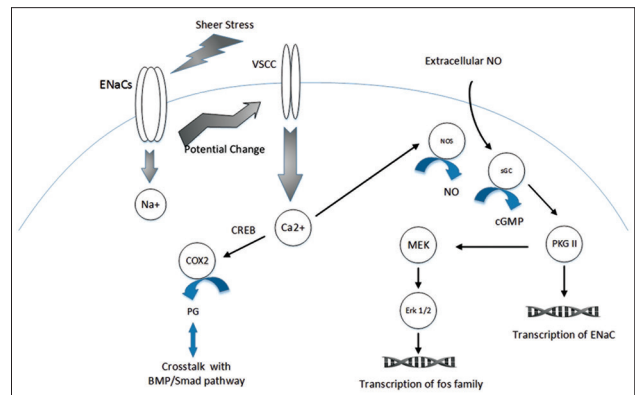 Sheer Stress
ENaCs
VSCC
Extracellular NO
Potential Change
NOS
sGC
NO
cGMP
Na+
Ca2+
CREB
COX2
MEK
PKG II
PG
Erk 1/2
Transcription of ENaC
Crosstalk with
BMP/Smad pathway
Transcription of fos family